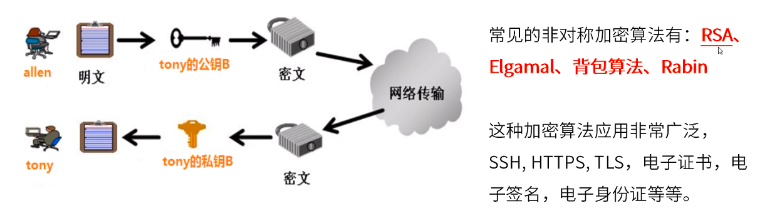 allen
明文
tony的公钥B
密文
网络传输
tony
tony的私钥B
密文
常见的非对称加密算法有：RSA、
Elgamal、背包算法、Rabin
这种加密算法应用非常广泛，
SSH, HTTPS, TLS，电子证书，电
子签名，电子身份证等等。